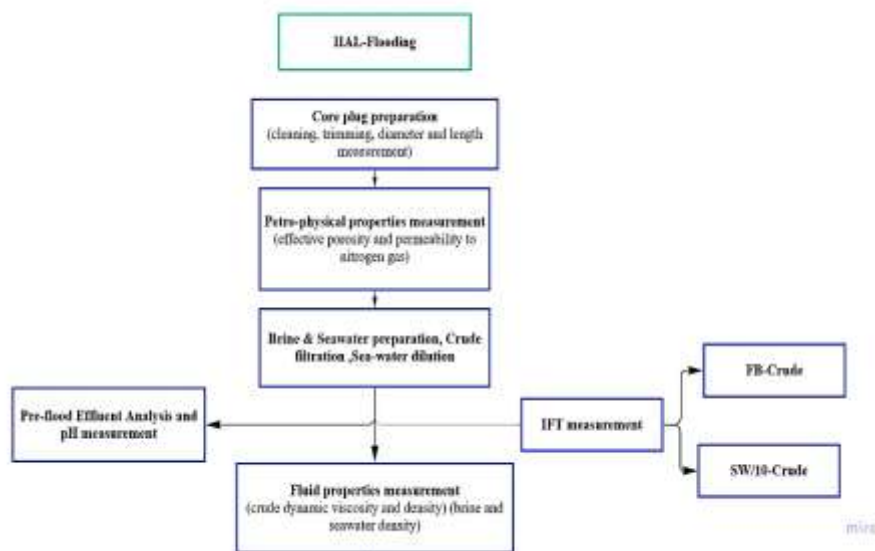 HAL-Flooding
Core plug preparation
(cleaning, trimming, diameter and length
measurement)
Petro-physical properties measurement
(effective porosity and permeability to
nitrogen gas)
Brine & Seawater preparation, Crude
filtration ,Sea-water dilution
FB-Crude
Pre-flood Effluent Analysis and
pH measurement
IFT measurement
SW/10-Crude
Fluid properties measurement
(crude dynamic viscosity and density) (brine and
seawater density)